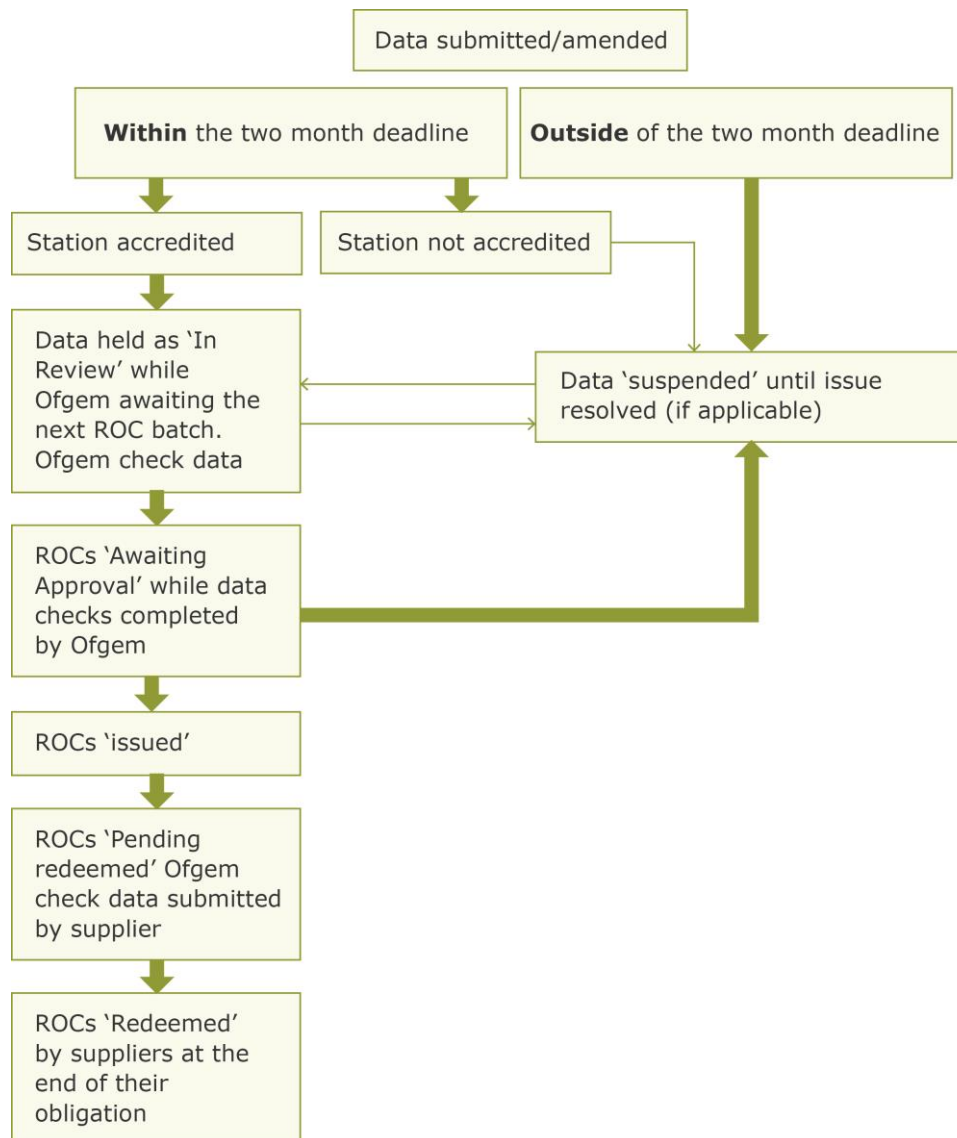 Data submitted/amended
Within the two month deadline
Outside of the two month deadline
Station accredited
Station not accredited
Data held as ‘In
Review’ while
Ofgem awaiting the
next ROC batch.
Ofgem check data
Data ‘suspended’ until issue
resolved (if applicable)
ROCs ‘Awaiting
Approval’ while data
checks completed
by Ofgem
ROCs ‘issued’
ROCs ‘Pending
redeemed’ Ofgem
check data submitted
by supplier
ROCs ‘Redeemed’
by suppliers at the
end of their
obligation